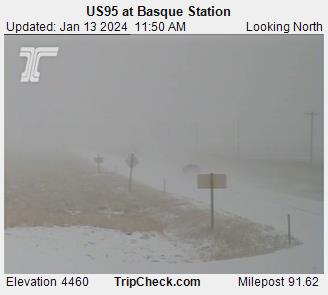 US95 at Basque Station
Updated: Jan 13 2024 11:50 AM Looking North
Elevation 4460 TripCheck.com Milepost 91.62